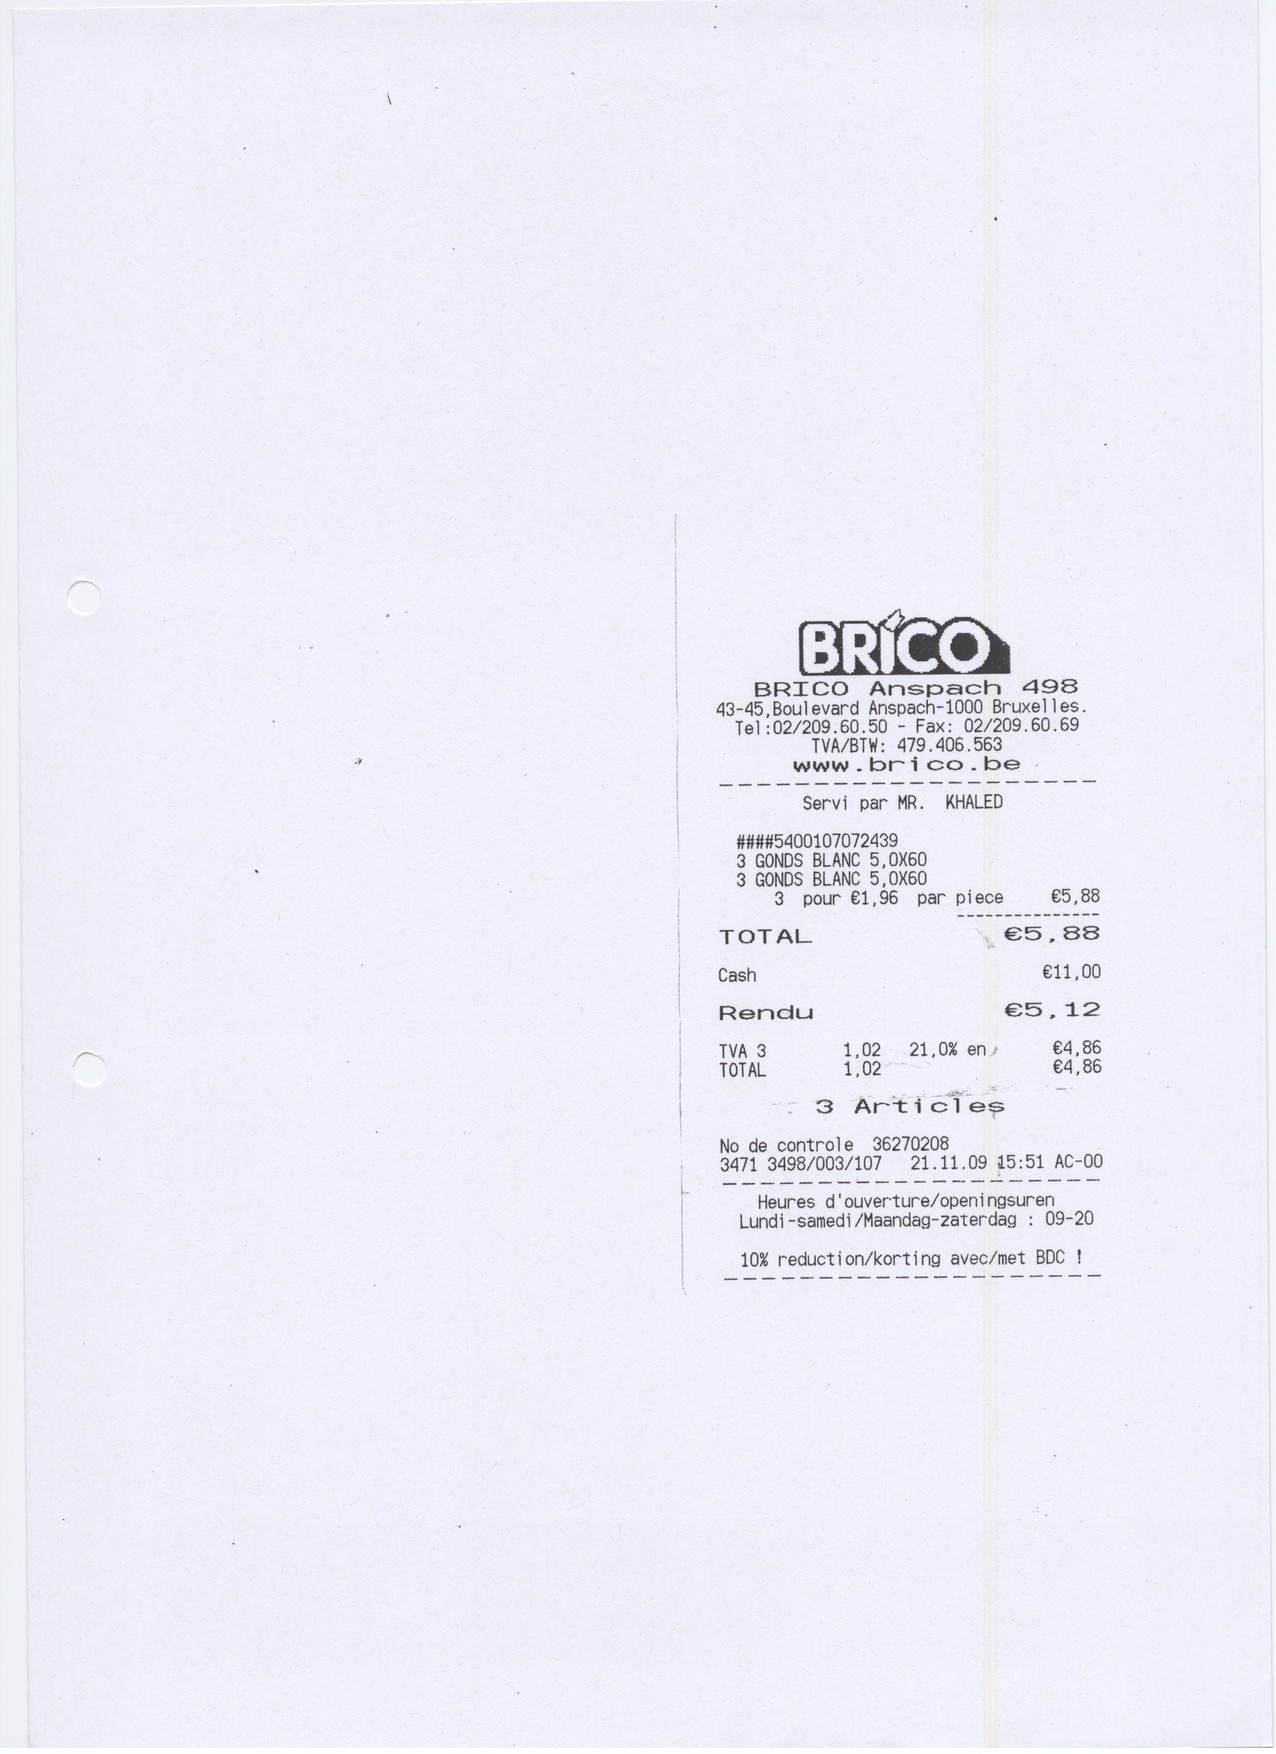 BRICO
BRICO Anspach 498
43-45,Boulevard Anspach-1000 Bruxelles.
Tel:02/209.60.50 - Fax: 02/209.60.69
TVA/BTW: 479.406.563
www.brico.be
Servi par MR. KHALED
####5400107072439
3 GONDS BLANC 5,0X60
3 GONDS BLANC 5,0X60
3 pour €1,96 par piece €5,88
TOTAL €5,88
Cash €11,00
Rendu €5,12
TVA 3 1,02 21,0% en €4,86
TOTAL 1,02 €4,86
3 Articles
No de controle 36270208
3471 3498/003/107 21.11.09 15:51 AC-00
Heures d'ouverture/openingsuren
Lundi-samedi/Maandag-zaterdag : 09-20
10% reduction/korting avec/met BDC !